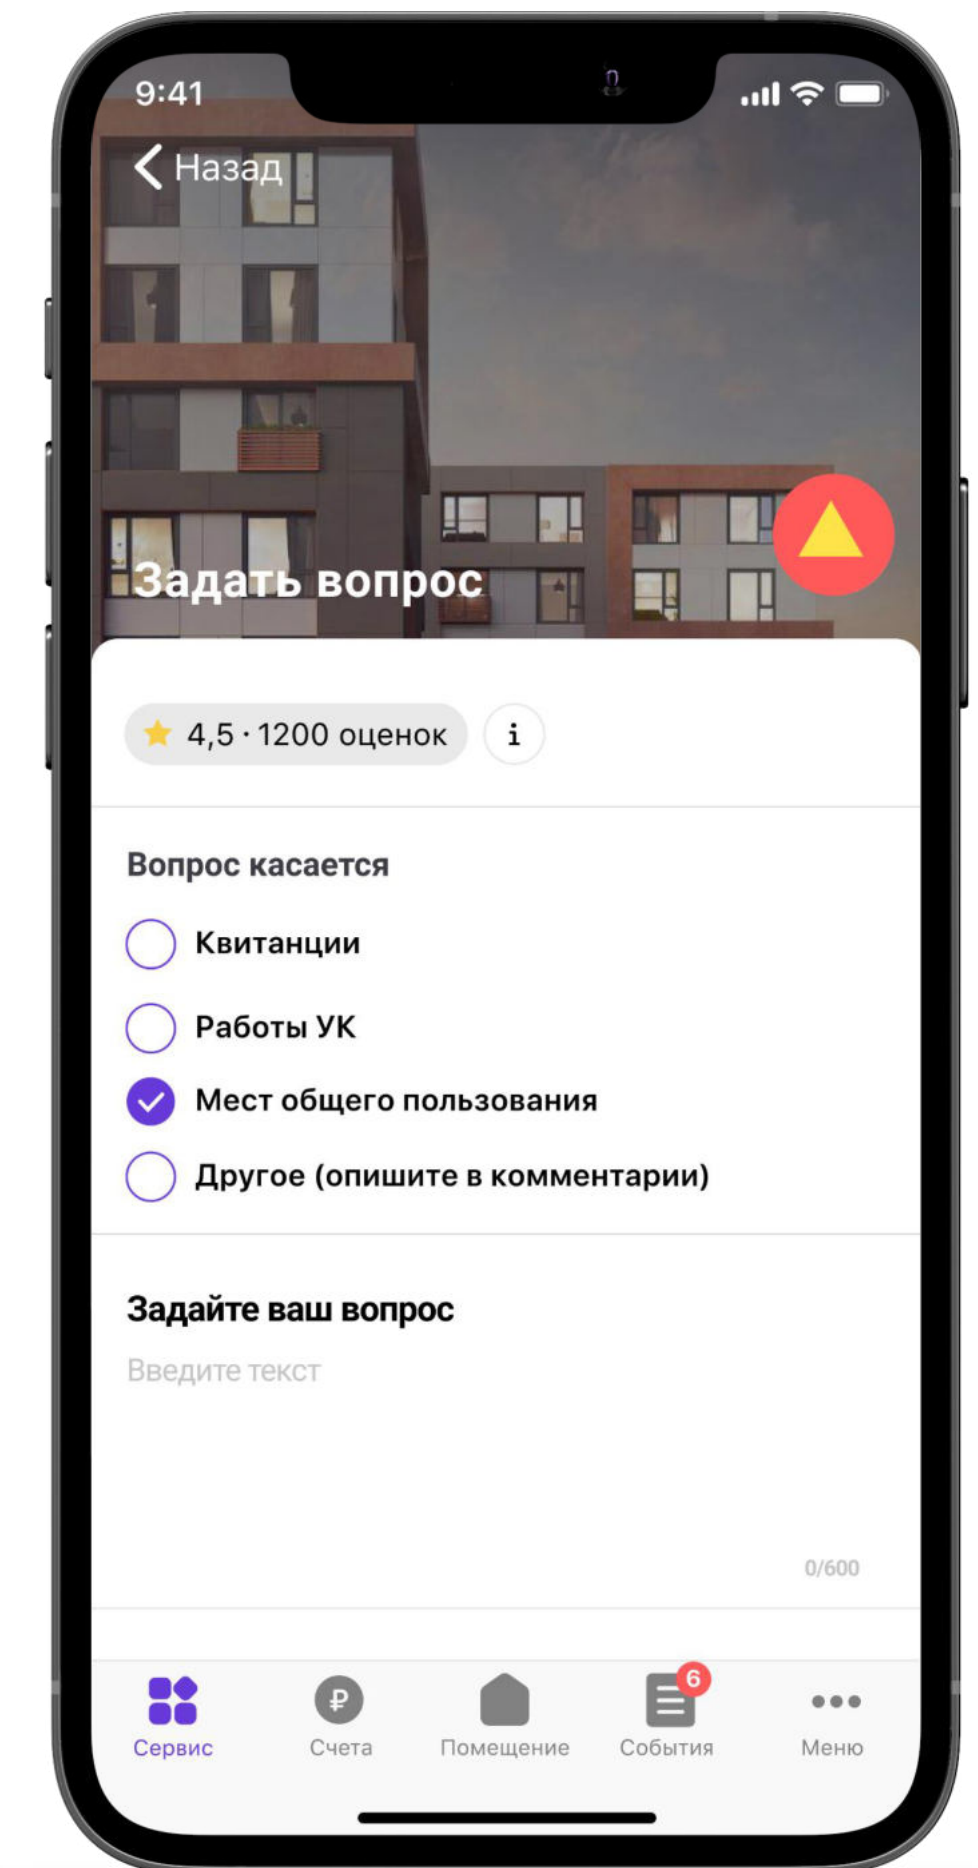 9:41
Назад
Задать вопрос
4,5 · 1200 оценок
i
Вопрос касается
Квитанции
Работы УК
Мест общего пользования
Другое (опишите в комментарии)
Задайте ваш вопрос
Введите текст
0/600
₽
6
Сервис Счета Помещение События Меню